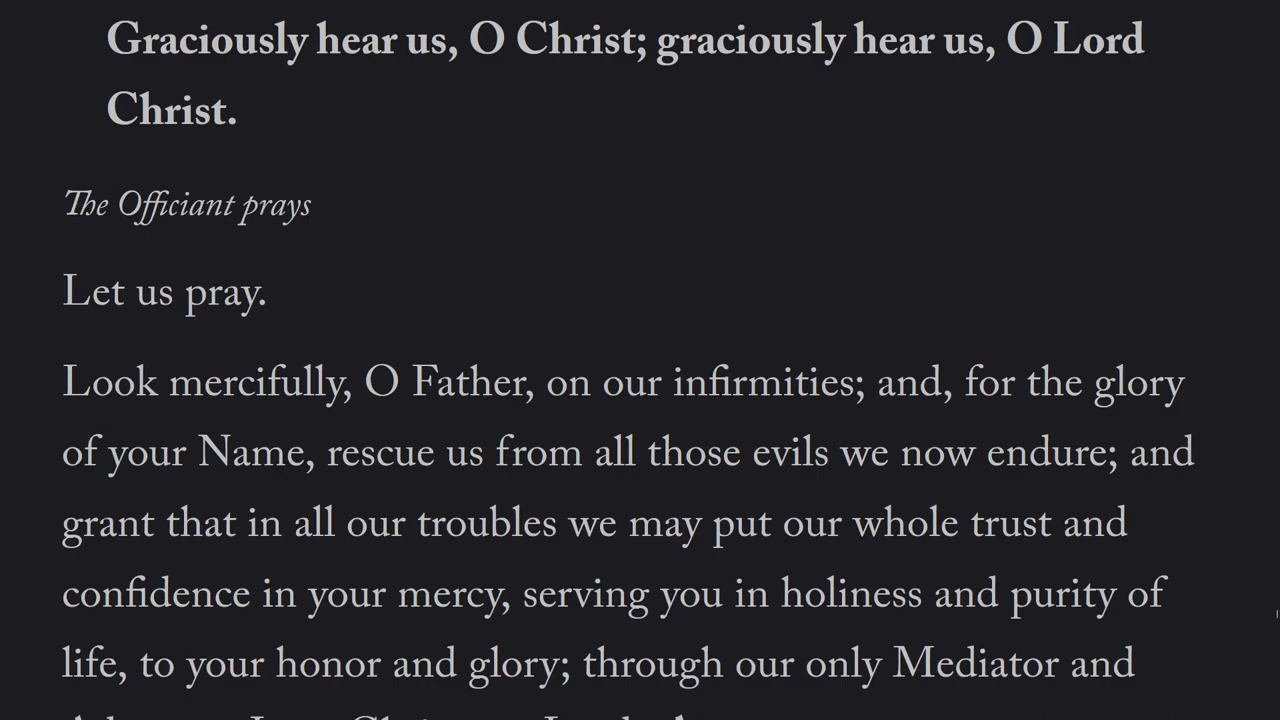 Graciously hear us, O Christ; graciously hear us, O Lord
Christ.
The Officiant prays
Let us pray.
Look mercifully, O Father, on our infirmities; and, for the glory
of your Name, rescue us from all those evils we now endure; and
grant that in all our troubles we may put our whole trust and
confidence in your mercy, serving you in holiness and purity of
life, to your honor and glory; through our only Mediator and